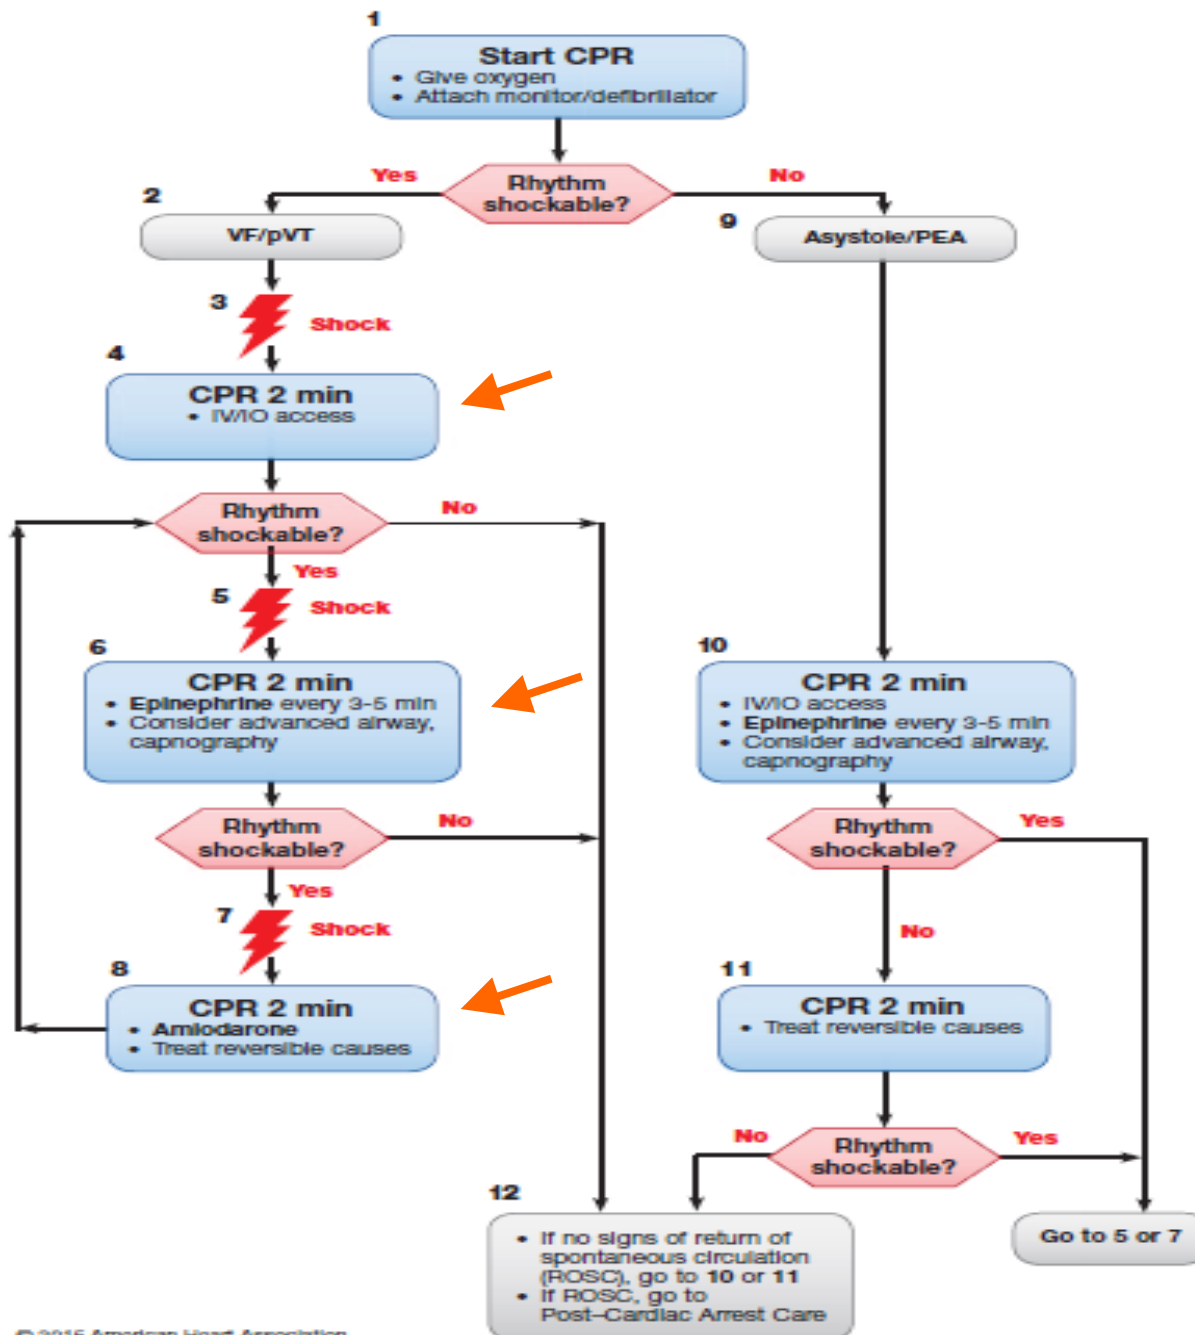 1
Start CPR
• Give oxygen
• Attach monitor/defibrillator
Rhythm
shockable?
Yes
No
2
VF/pVT
9
Asystole/PEA
3
Shock
4
CPR 2 min
• IV/IO access
Rhythm
shockable?
No
Yes
5
Shock
6
CPR 2 min
• Epinephrine every 3-5 min
• Consider advanced airway,
capnography
Rhythm
shockable?
No
Yes
7
Shock
8
CPR 2 min
• Amiodarone
• Treat reversible causes
10
CPR 2 min
• IV/IO access
• Epinephrine every 3-5 min
• Consider advanced airway,
capnography
Rhythm
shockable?
Yes
No
11
CPR 2 min
• Treat reversible causes
No
Rhythm
shockable?
Yes
12
• If no signs of return of
spontaneous circulation
(ROSC), go to 10 or 11
• If ROSC, go to
Post–Cardiac Arrest Care
Go to 5 or 7
© 2015 American Heart Association